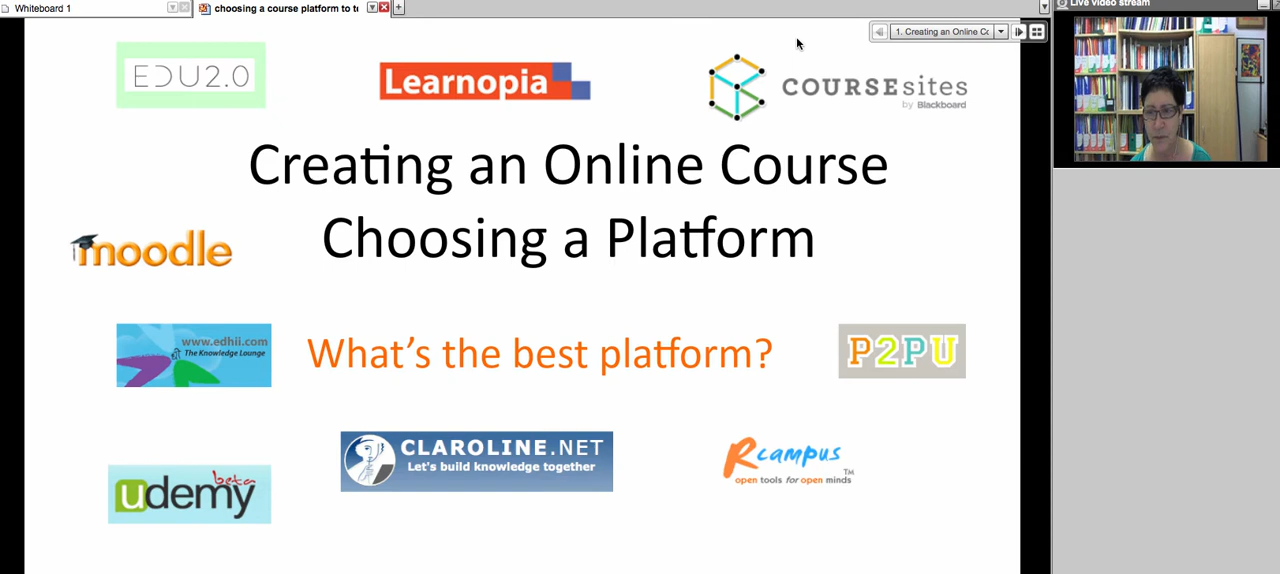 Whiteboard 1
choosing a course platform to t
Live video stream
1. Creating an Online Cc
EDU2.0
Learnopia
COURSEsites
by Blackboard
Creating an Online Course
Choosing a Platform
moodle
www.edhii.com
The Knowledge Lounge
What's the best platform?
P2PU
CLAROLINE.NET
Let's build knowledge together
Rcampus
open tools for open minds
TM
udemy
beta